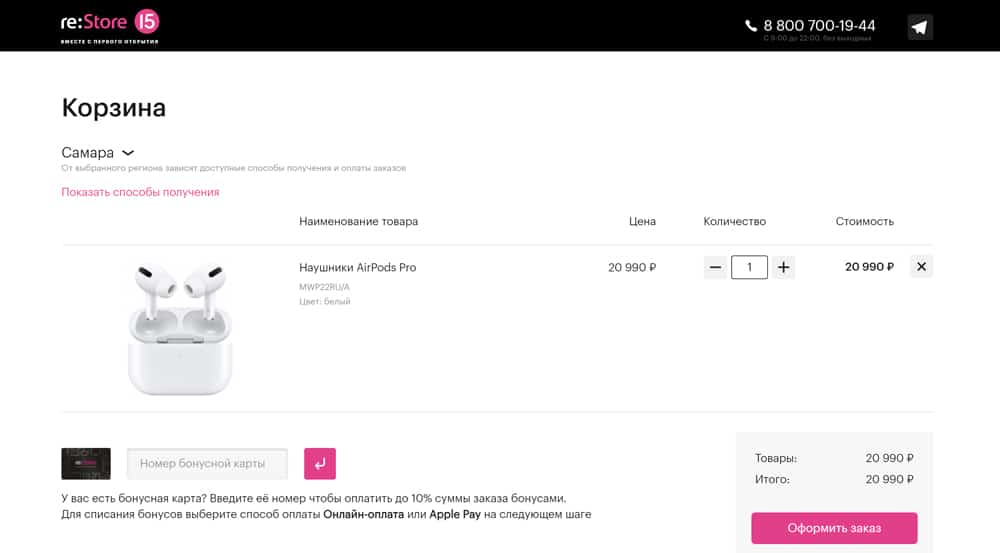 re:Store 15
ВМЕСТЕ С ПЕРВОГО ОТКРЫТИЯ
8 800 700-19-44
С 9:00 до 22:00, без выходных
Корзина
Самара
От выбранного региона зависят доступные способы получения и оплаты заказов
Показать способы получения
Наименование товара Цена Количество Стоимость
Наушники AirPods Pro 20 990 ₽ − 1 + 20 990 ₽ ×
MWP22RU/A
Цвет: белый
re:Store
Номер бонусной карты
У вас есть бонусная карта? Введите её номер чтобы оплатить до 10% суммы заказа бонусами.
Для списания бонусов выберите способ оплаты Онлайн-оплата или Apple Pay на следующем шаге
Товары: 20 990 ₽
Итого: 20 990 ₽
Оформить заказ